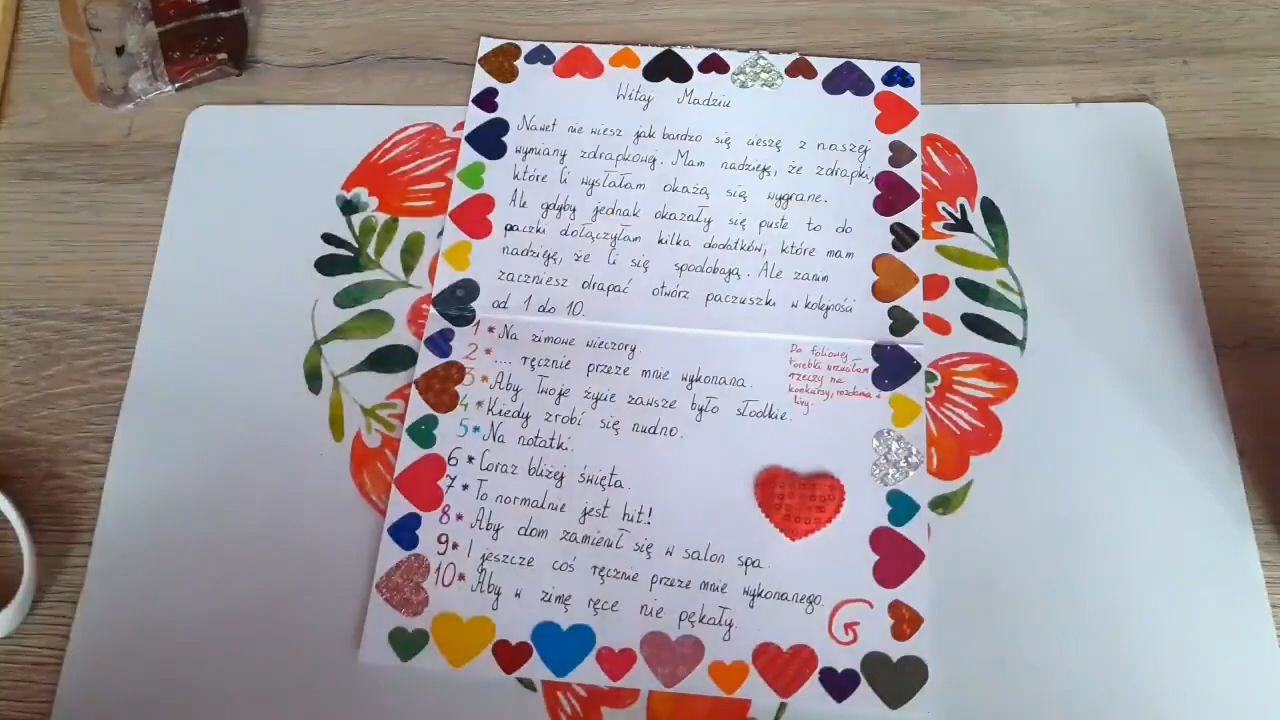 Witaj Madziu
Nawet nie wiesz jak bardzo się cieszę z naszej
wymiany zdrapkowej. Mam nadzieję, że zdrapki,
które Ci wysłałam okażą się wygrane.
Ale gdyby jednak okazały się puste to do
paczki dołączyłam kilka dodatków, które mam
nadzieję, że Ci się spodobają. Ale zanim
zaczniesz drapać otwórz paczuszki w kolejności
od 1 do 10.
1 * Na zimowe wieczory.
2 * .... ręcznie przeze mnie wykonana.
3 * Aby Twoje życie zawsze było słodkie.
4 * Kiedy zrobi się nudno.
5 * Na notatki.
6 * Coraz bliżej święta.
7 * To normalnie jest hit!
8 * Aby dom zamienił się w salon spa.
9 * I jeszcze coś ręcznie przeze mnie wykonanego.
10 * Aby w zimę ręce nie pękały.
Do foliowej
torebki wrzuciłam
rzeczy na
konkursy, rozdania +